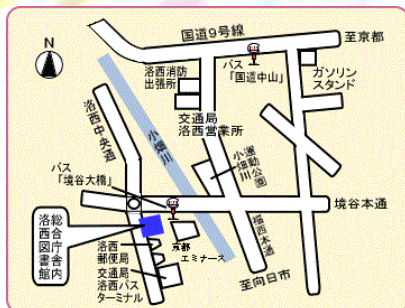 N
国道9号線
至京都
バス
「国道中山」
洛西消防
出張所
ガソリン
スタンド
交通局
洛西営業所
洛西中央通
小畑川
小畑川
運動公園
バス
「境谷大橋」
境谷本通
洛西総合庁舎内
図書館
洛西
郵便局
京都
エミナース
福西本通
交通局
洛西バス
ターミナル
至向日市